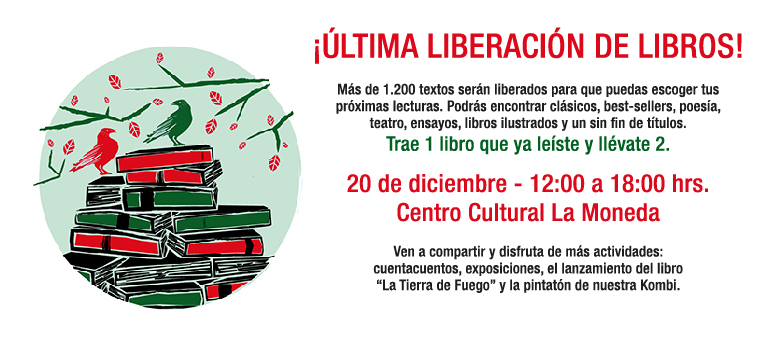 ¡ÚLTIMA LIBERACIÓN DE LIBROS!
Más de 1.200 textos serán liberados para que puedas escoger tus
próximas lecturas. Podrás encontrar clásicos, best-sellers, poesía,
teatro, ensayos, libros ilustrados y un sin fin de títulos.
Trae 1 libro que ya leíste y llévate 2.
20 de diciembre - 12:00 a 18:00 hrs.
Centro Cultural La Moneda
Ven a compartir y disfruta de más actividades:
cuentacuentos, exposiciones, el lanzamiento del libro
“La Tierra de Fuego” y la pintatón de nuestra Kombi.